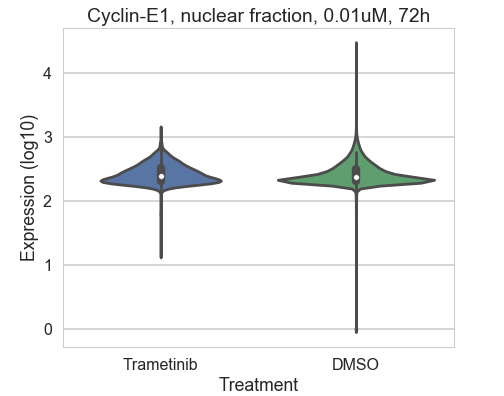 Cyclin-E1, nuclear fraction, 0.01uM, 72h
Expression (log10)
4
3
2
1
0
Trametinib DMSO
Treatment